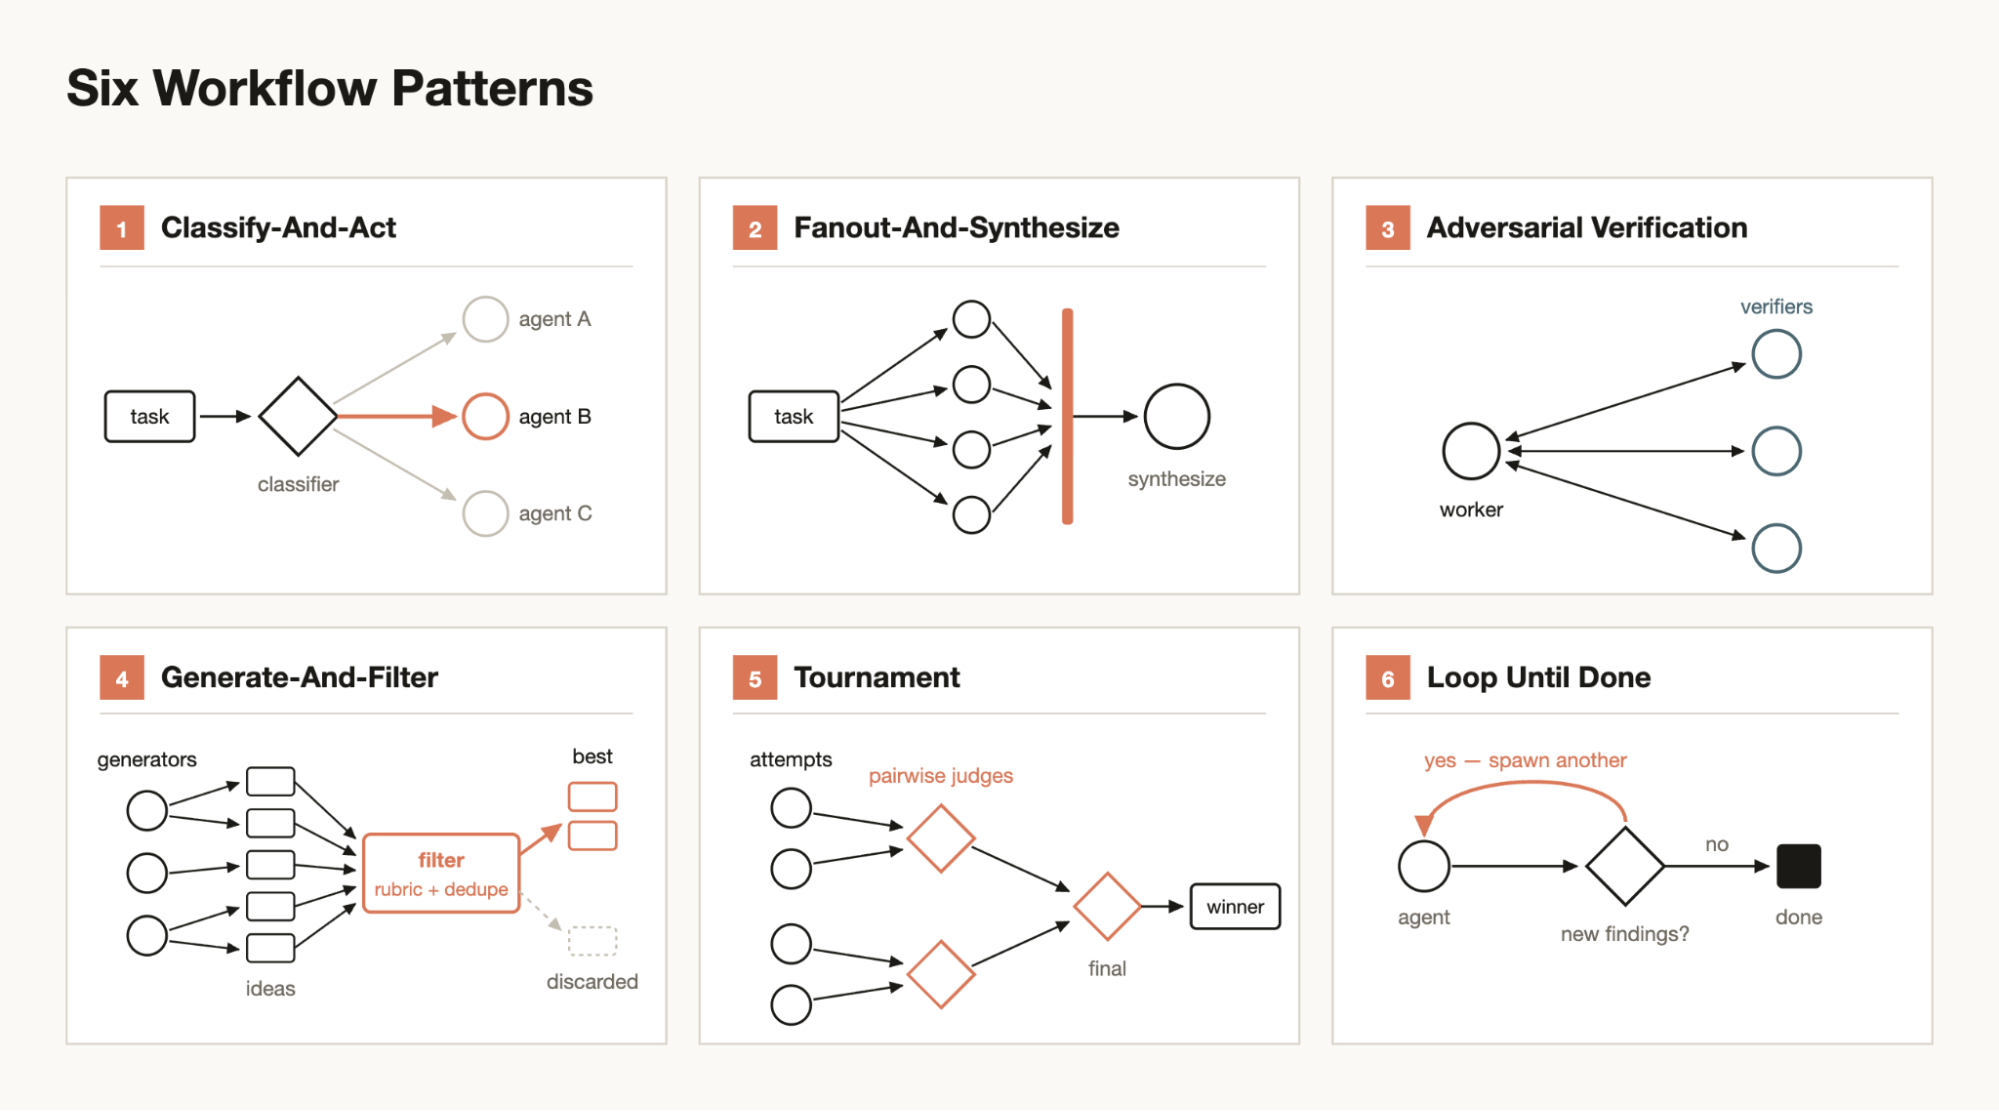 Six Workflow Patterns
1 Classify-And-Act
agent A
task
agent B
classifier
agent C
2 Fanout-And-Synthesize
task
synthesize
3 Adversarial Verification
verifiers
worker
4 Generate-And-Filter
generators
best
filter
rubric + dedupe
ideas
discarded
5 Tournament
attempts
pairwise judges
winner
final
6 Loop Until Done
yes — spawn another
no
agent
new findings?
done